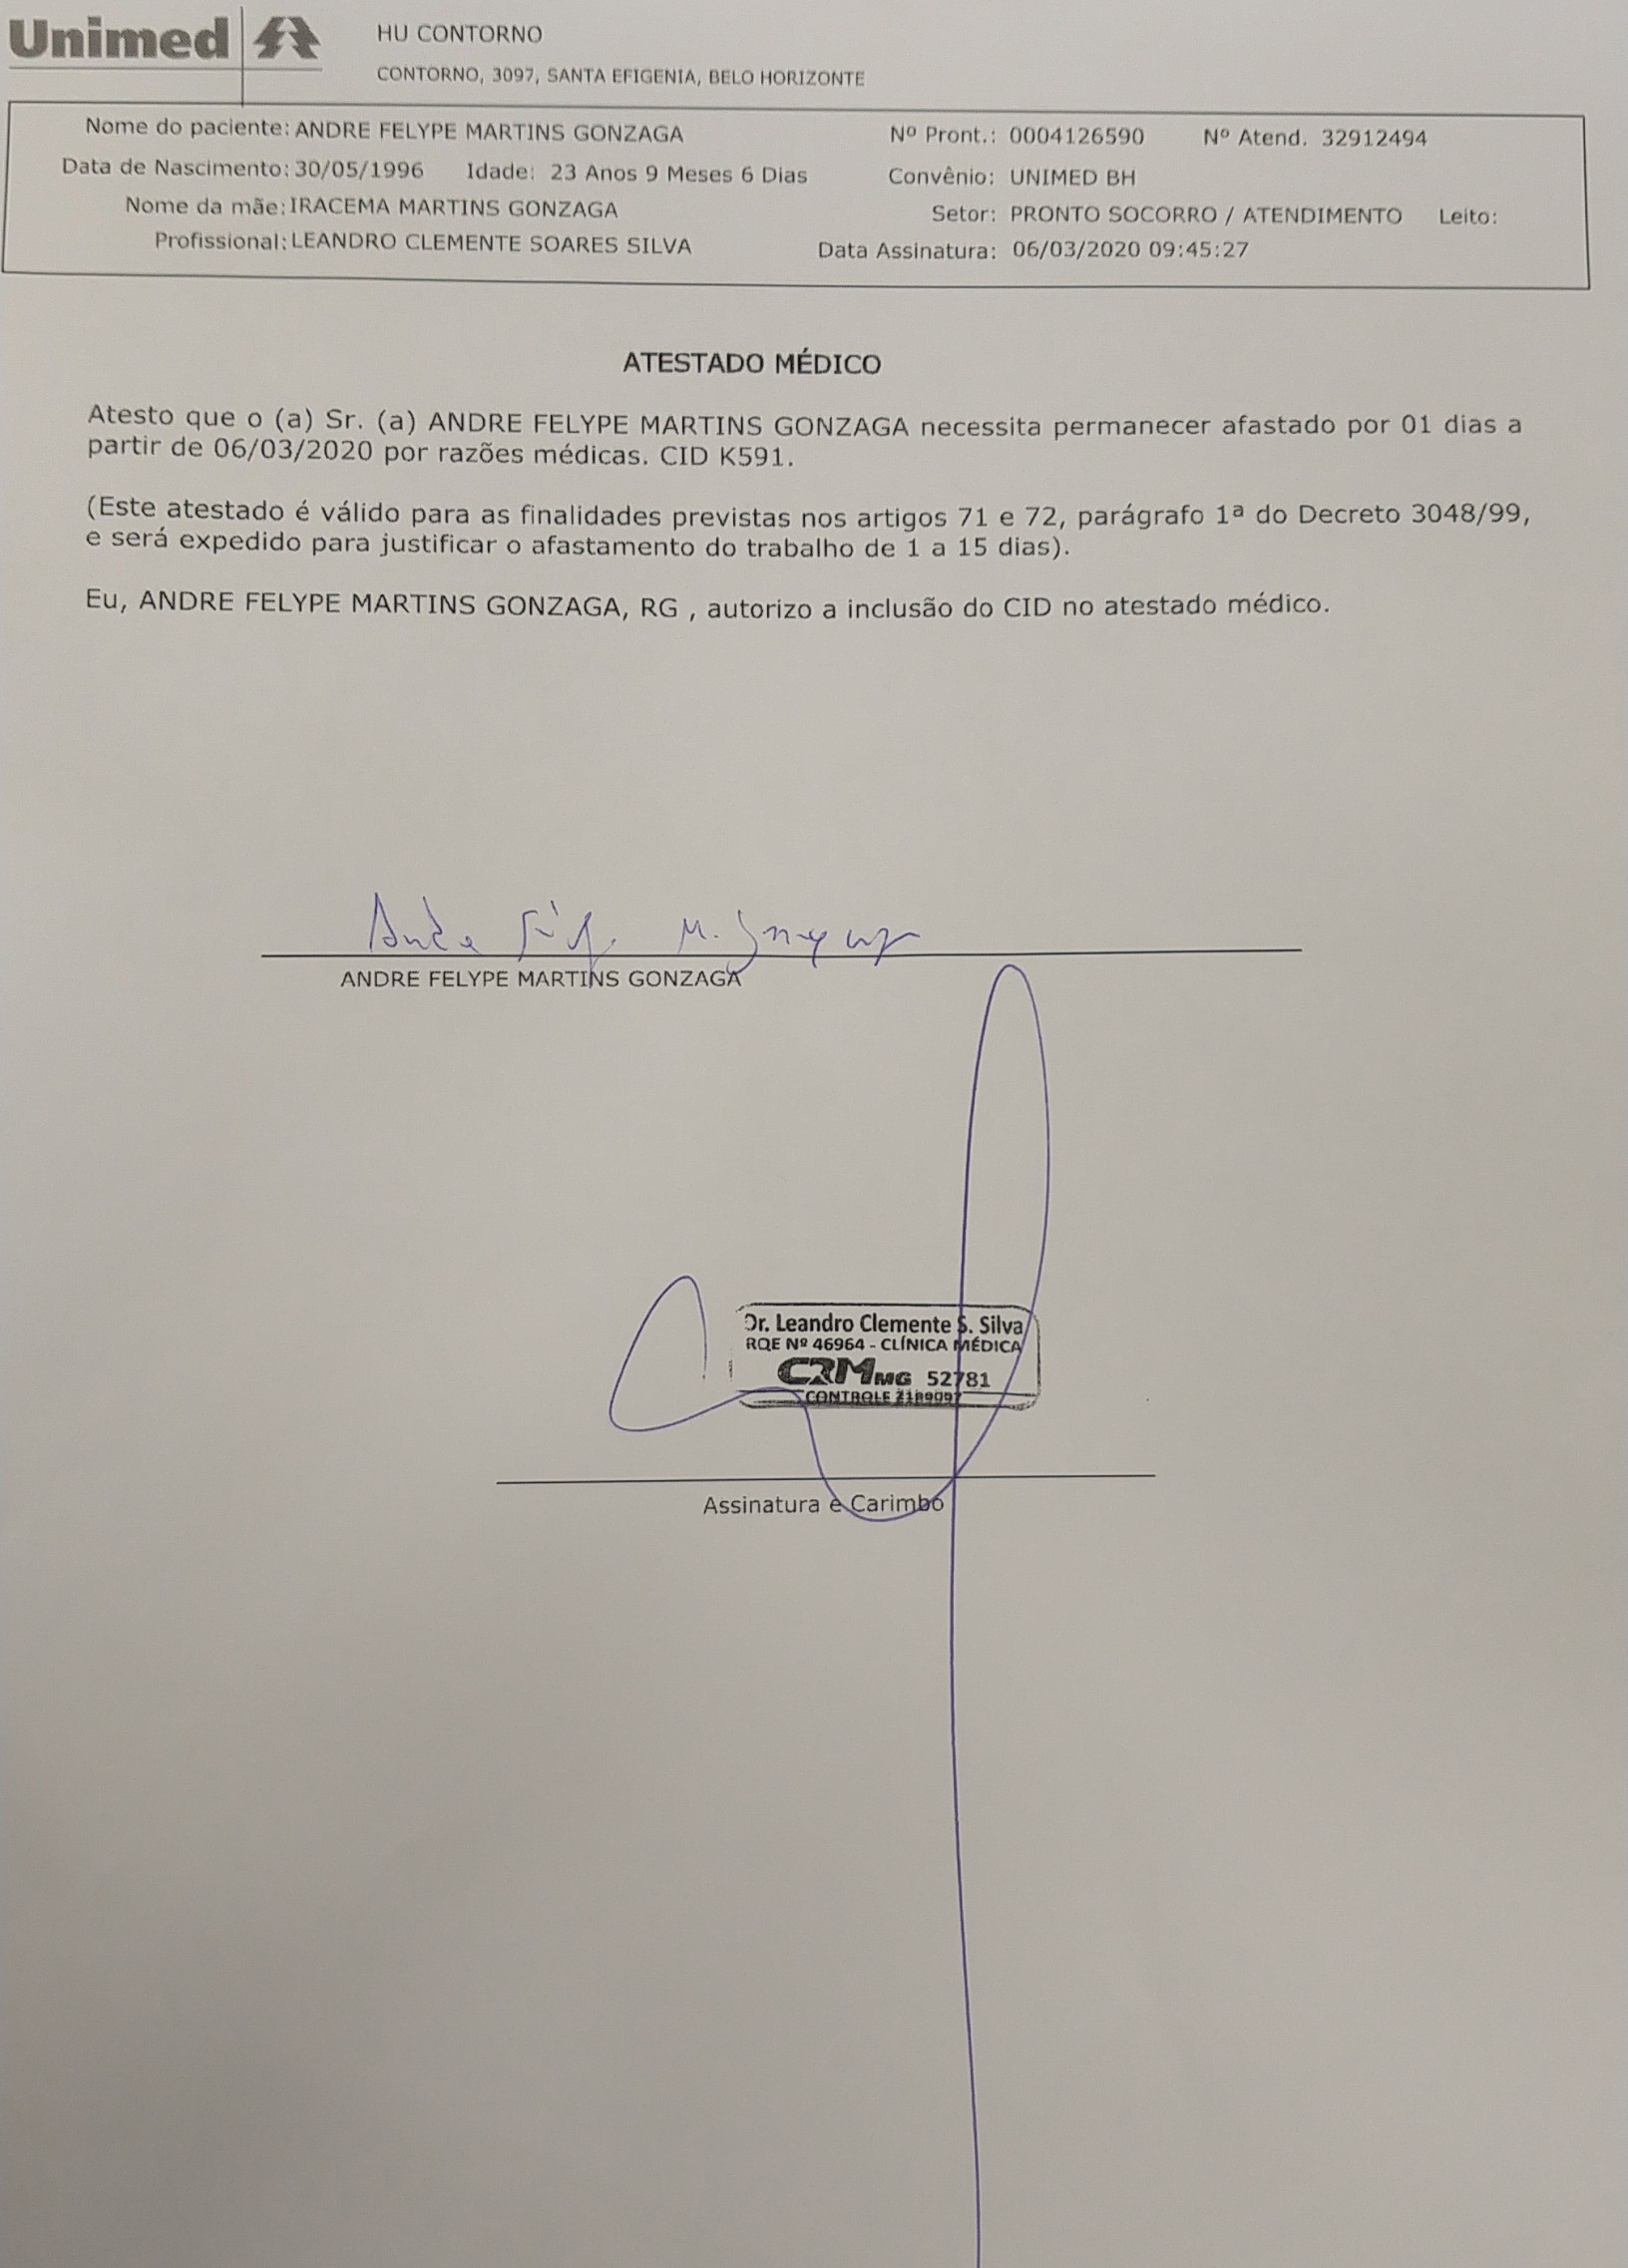 Unimed
HU CONTORNO
CONTORNO, 3097, SANTA EFIGENIA, BELO HORIZONTE
Nome do paciente: ANDRE FELYPE MARTINS GONZAGA Nº Pront.: 0004126590 Nº Atend. 32912494
Data de Nascimento: 30/05/1996 Idade: 23 Anos 9 Meses 6 Dias Convênio: UNIMED BH
Nome da mãe: IRACEMA MARTINS GONZAGA Setor: PRONTO SOCORRO / ATENDIMENTO Leito:
Profissional: LEANDRO CLEMENTE SOARES SILVA Data Assinatura: 06/03/2020 09:45:27
ATESTADO MÉDICO
Atesto que o (a) Sr. (a) ANDRE FELYPE MARTINS GONZAGA necessita permanecer afastado por 01 dias a
partir de 06/03/2020 por razões médicas. CID K591.
(Este atestado é válido para as finalidades previstas nos artigos 71 e 72, parágrafo 1ª do Decreto 3048/99,
e será expedido para justificar o afastamento do trabalho de 1 a 15 dias).
Eu, ANDRE FELYPE MARTINS GONZAGA, RG , autorizo a inclusão do CID no atestado médico.
ANDRE FELYPE MARTINS GONZAGA
Dr. Leandro Clemente S. Silva
RQE Nº 46964 - CLÍNICA MÉDICA
CRMMG 52781
CONTROLE
Assinatura e Carimbo